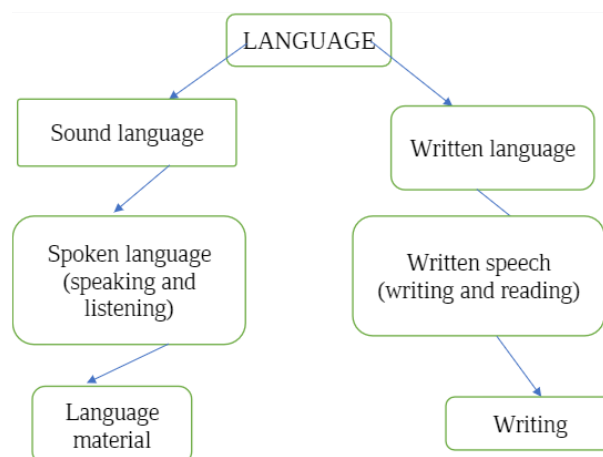 LANGUAGE
Sound language
Written language
Spoken language
(speaking and
listening)
Written speech
(writing and reading)
Language
material
Writing